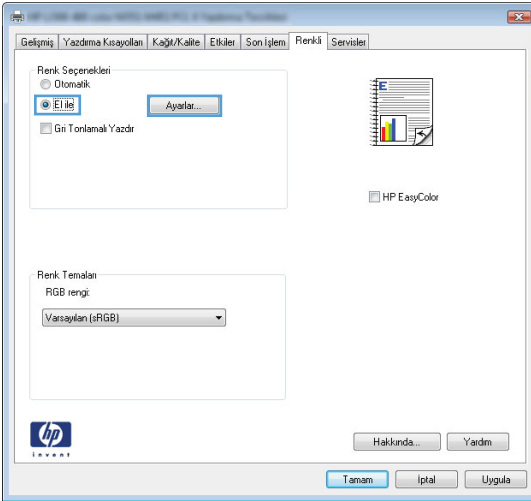 Gelişmiş Yazdırma Kısayolları Kağıt/Kalite Etkiler Son İşlem Renkli Servisler
Renk Seçenekleri
Otomatik
El ile
Ayarlar...
Gri Tonlamalı Yazdır
E
HP EasyColor
Renk Temaları
RGB rengi:
Varsayılan (sRGB)
hp
invent
Hakkında... Yardım
Tamam İptal Uygula